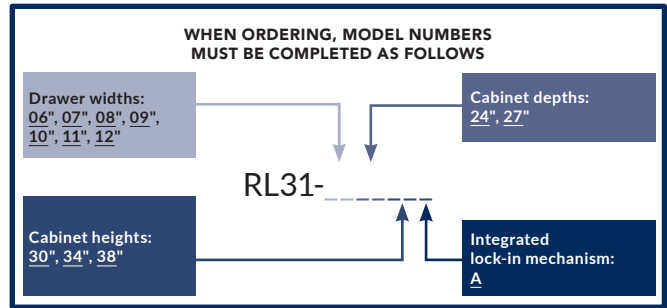 WHEN ORDERING, MODEL NUMBERS
MUST BE COMPLETED AS FOLLOWS
Drawer widths:
06", 07", 08", 09",
10", 11", 12"
Cabinet depths:
24", 27"
RL31-_ _ _ _
Cabinet heights:
30", 34", 38"
Integrated
lock-in mechanism:
A